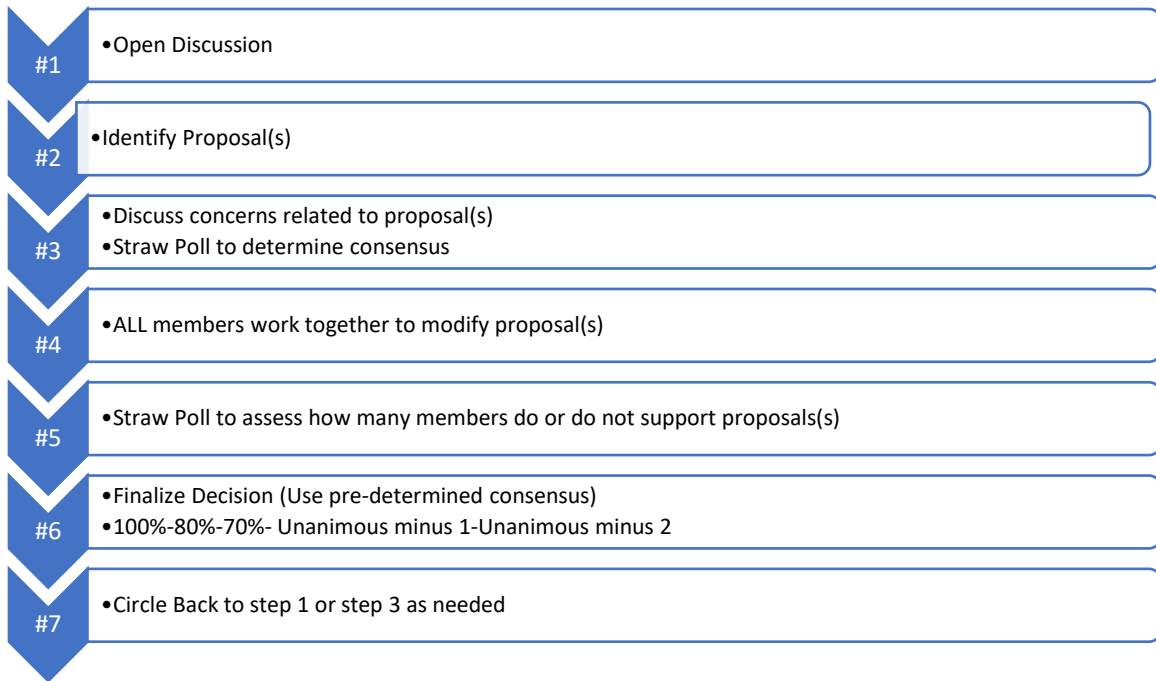 #1
•Open Discussion
#2
•Identify Proposal(s)
#3
•Discuss concerns related to proposal(s)
•Straw Poll to determine consensus
#4
•ALL members work together to modify proposal(s)
#5
•Straw Poll to assess how many members do or do not support proposals(s)
#6
•Finalize Decision (Use pre-determined consensus)
•100%-80%-70%- Unanimous minus 1-Unanimous minus 2
#7
•Circle Back to step 1 or step 3 as needed